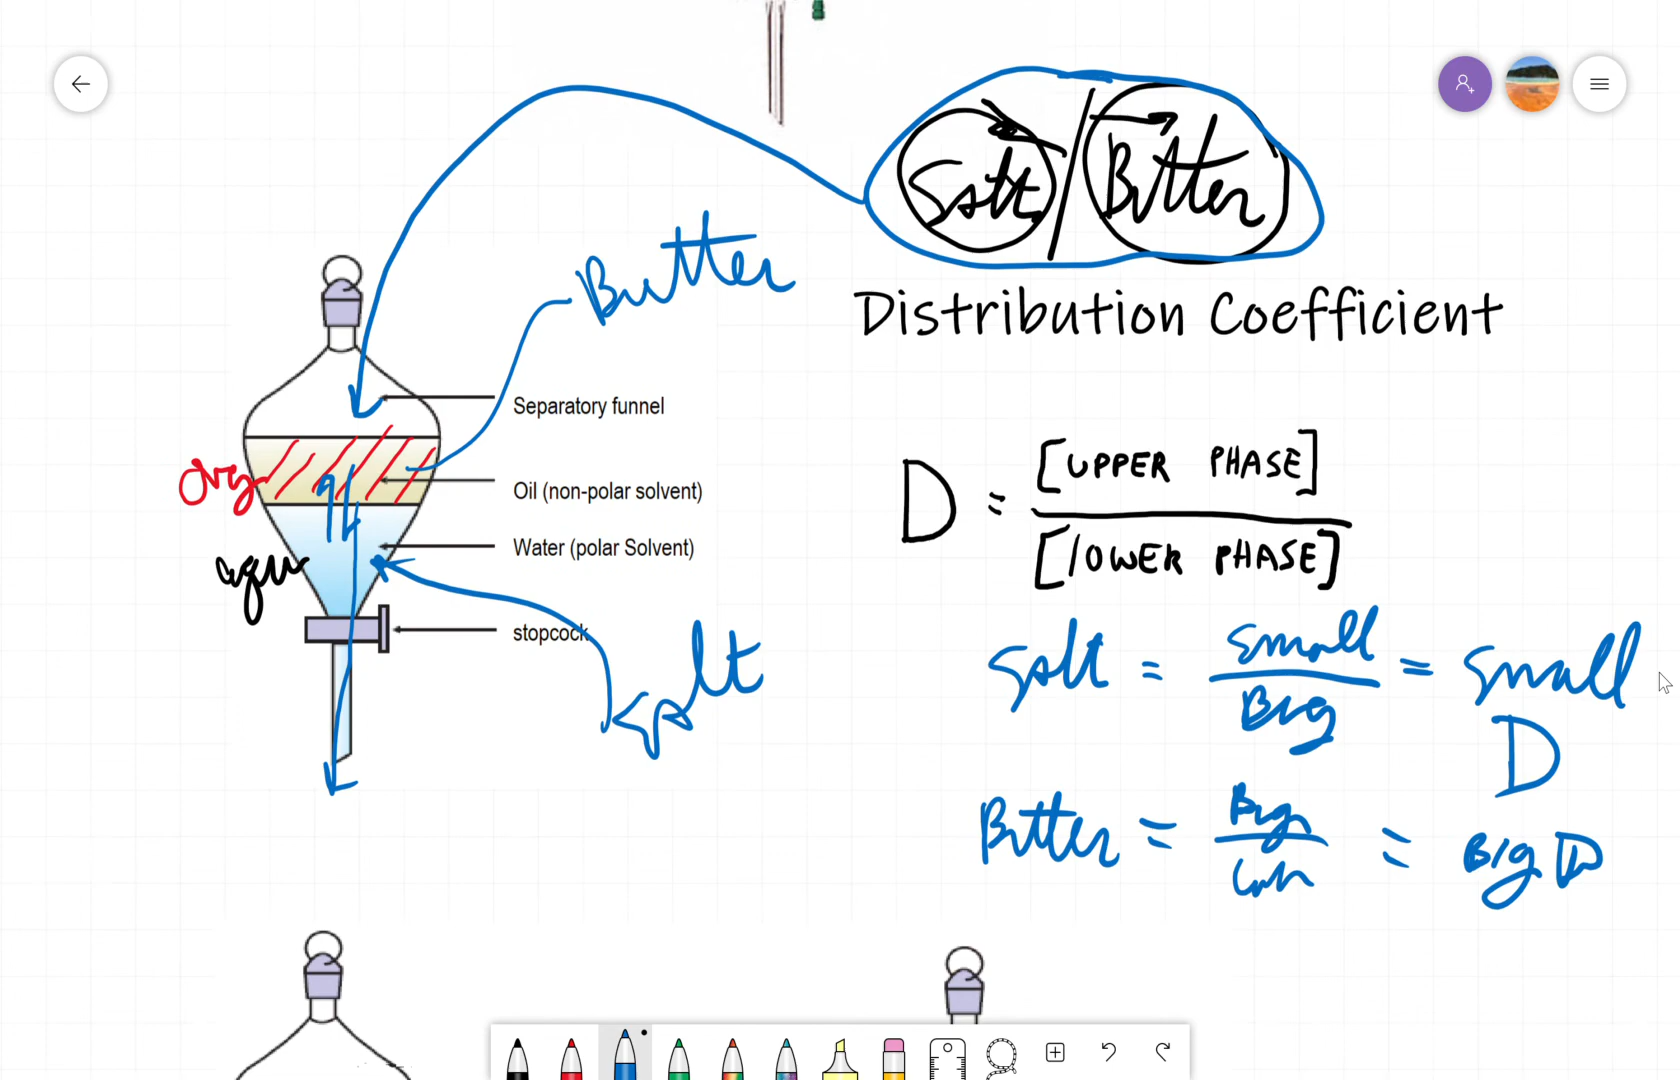 Salt / Butter
Butter
Distribution Coefficient
Separatory funnel
Org
Oil (non-polar solvent)
D = [UPPER PHASE]
[LOWER PHASE]
Water (polar Solvent)
aqu
stopcock
Salt
Salt = Small = Small
Big
D
Butter = Big = Big D